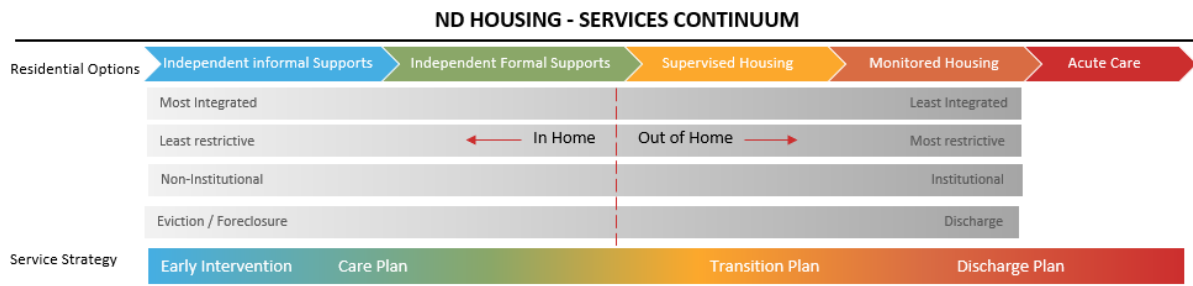 ND HOUSING - SERVICES CONTINUUM
Residential Options Independent informal Supports Independent Formal Supports Supervised Housing Monitored Housing Acute Care
Most Integrated Least Integrated
Least restrictive In Home Out of Home Most restrictive
Non-Institutional Institutional
Eviction / Foreclosure Discharge
Service Strategy Early Intervention Care Plan Transition Plan Discharge Plan